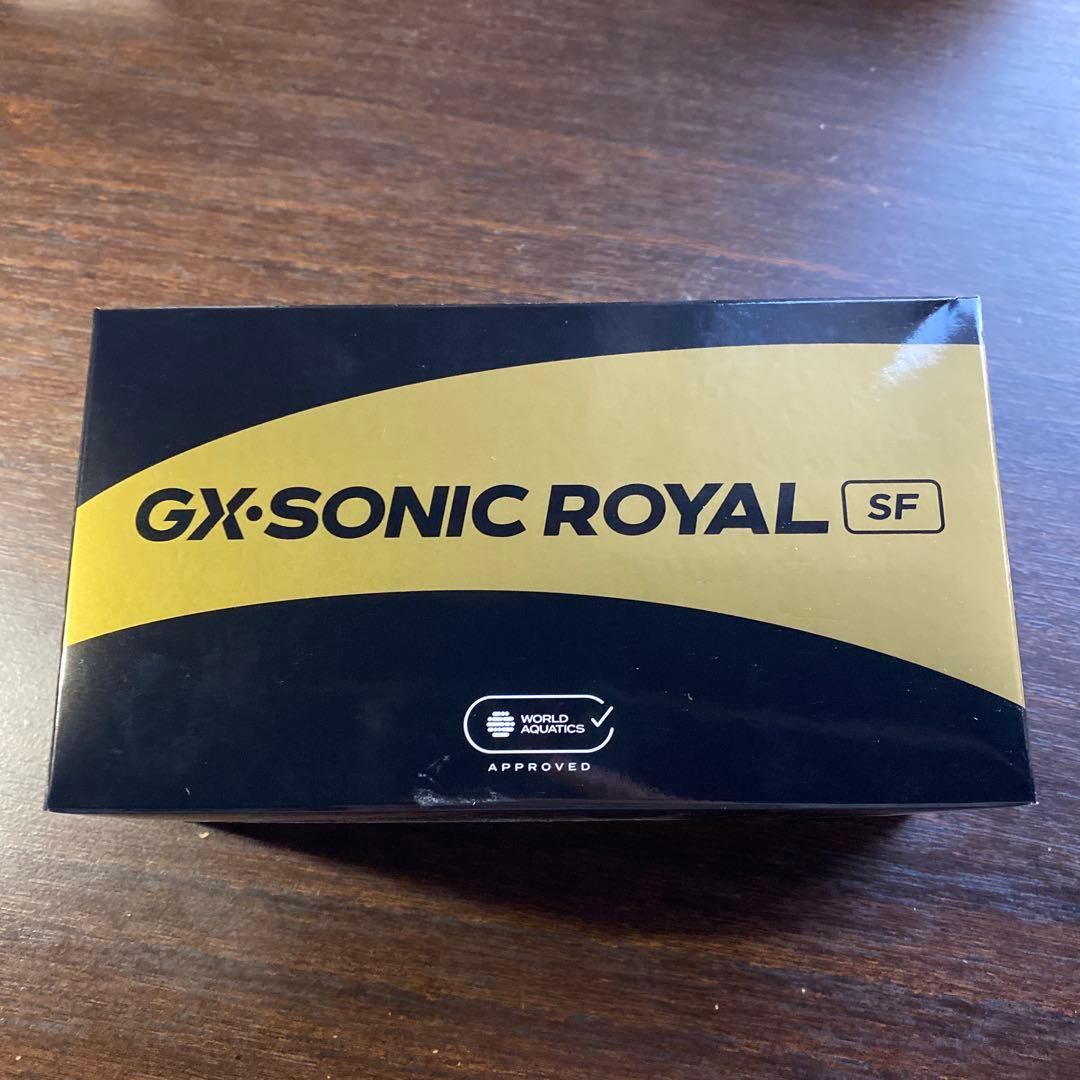 GX·SONIC ROYAL SF
WORLD
AQUATICS
APPROVED